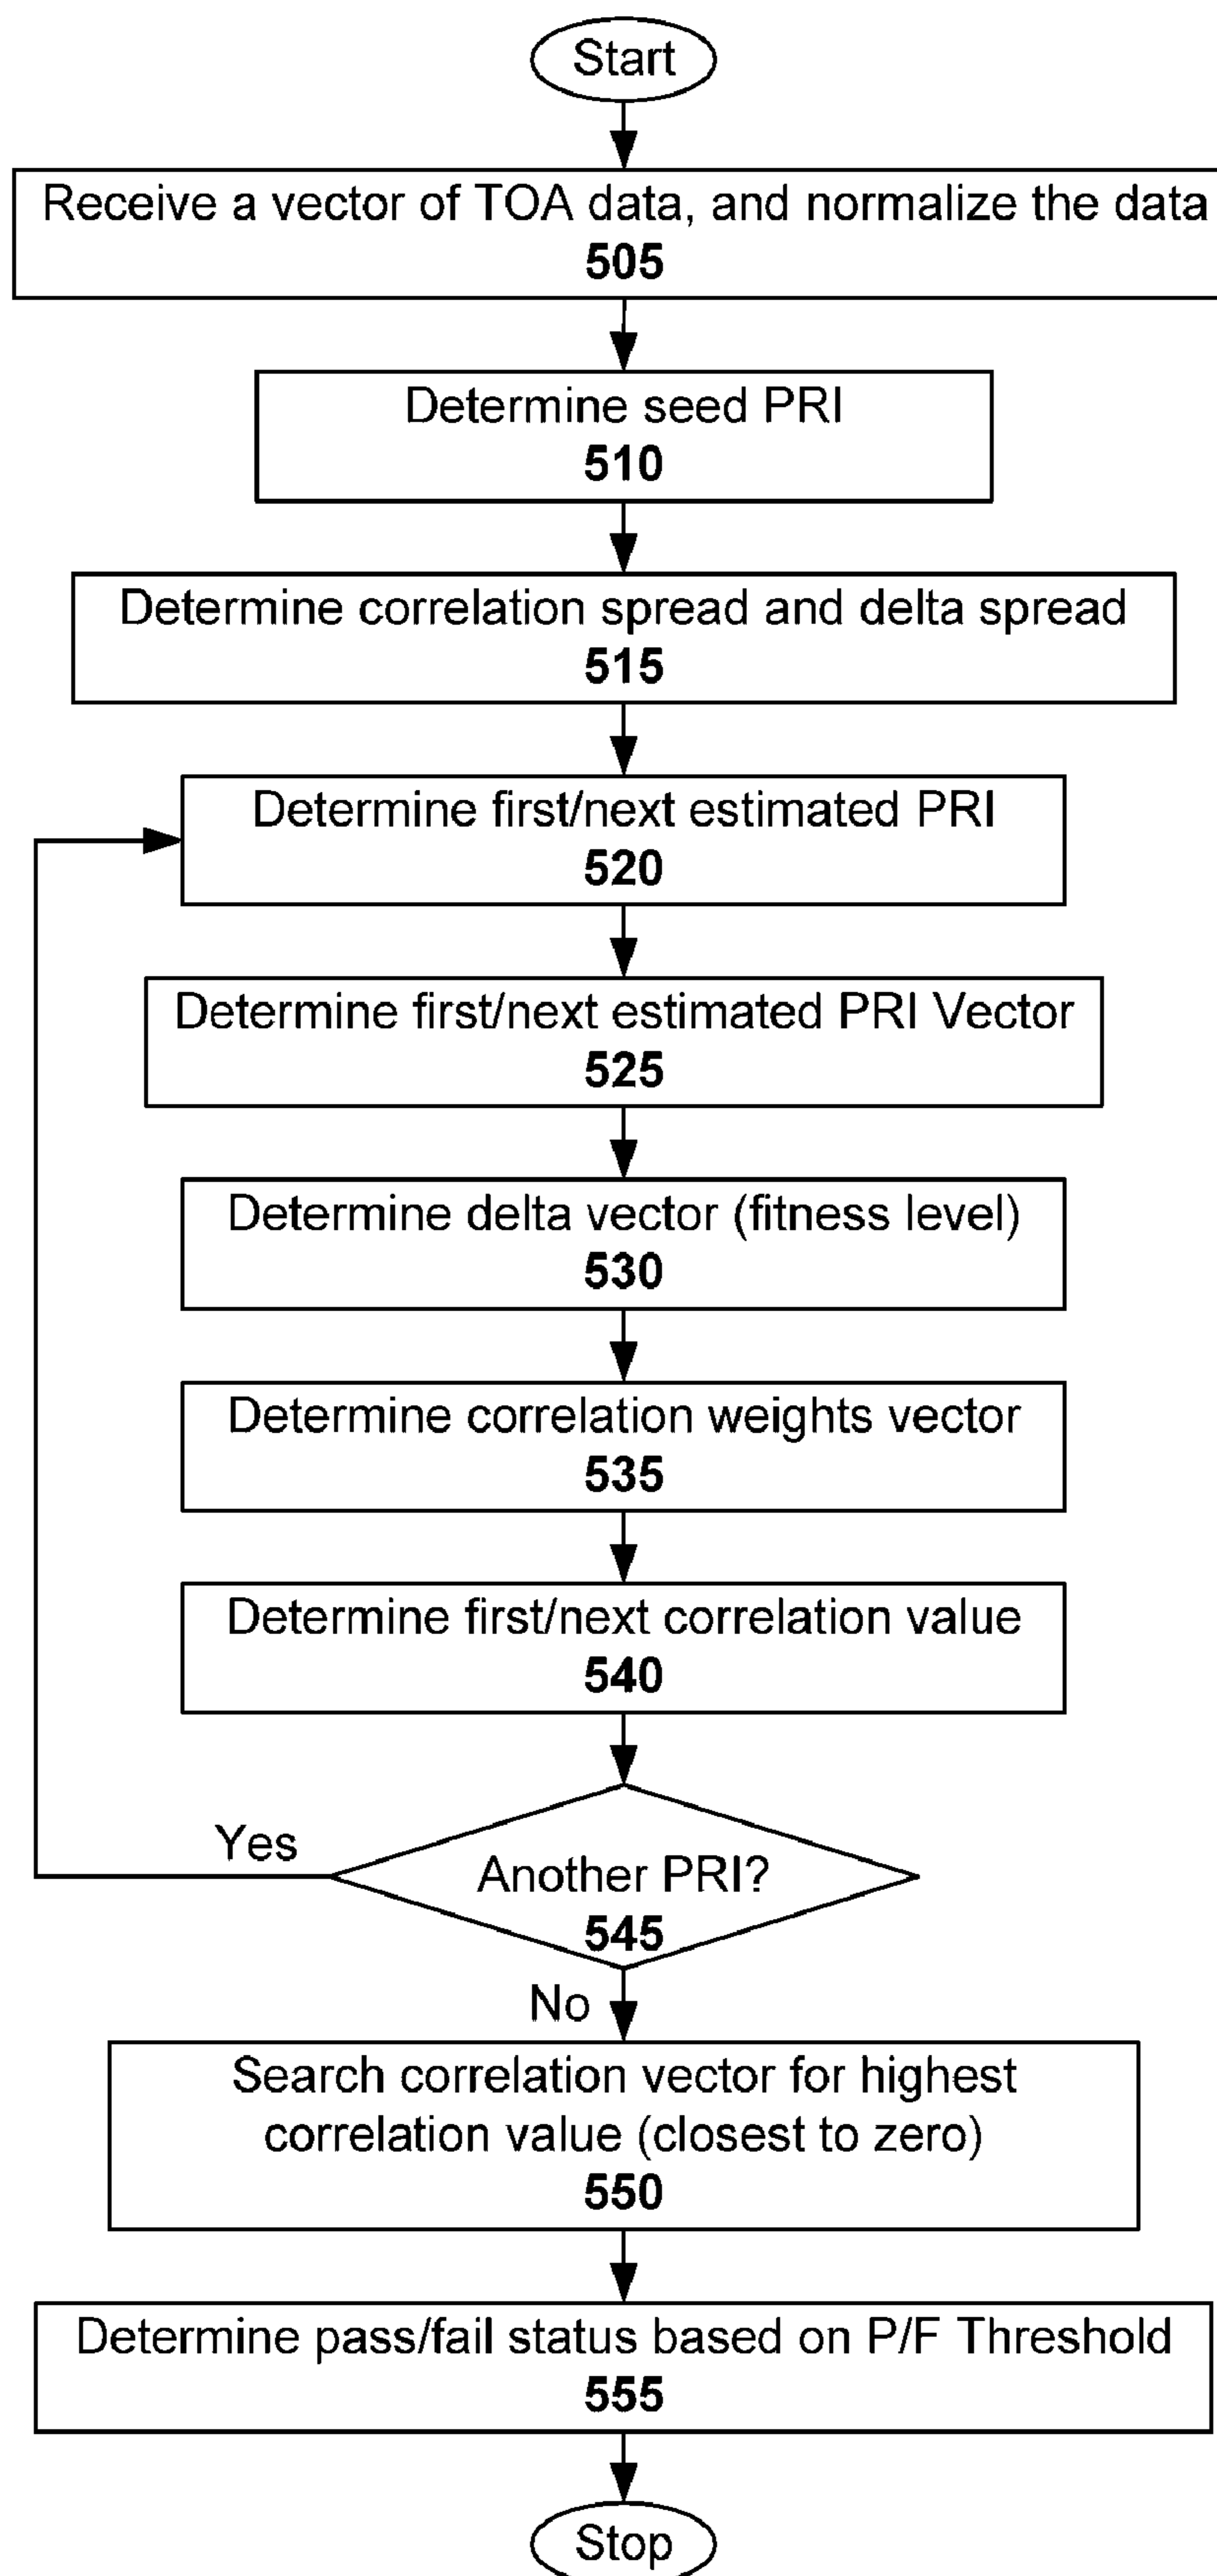 Start
Receive a vector of TOA data, and normalize the data
505
Determine seed PRI
510
Determine correlation spread and delta spread
515
Determine first/next estimated PRI
520
Determine first/next estimated PRI Vector
525
Determine delta vector (fitness level)
530
Determine correlation weights vector
535
Determine first/next correlation value
540
Yes
Another PRI?
545
No
Search correlation vector for highest
correlation value (closest to zero)
550
Determine pass/fail status based on P/F Threshold
555
Stop